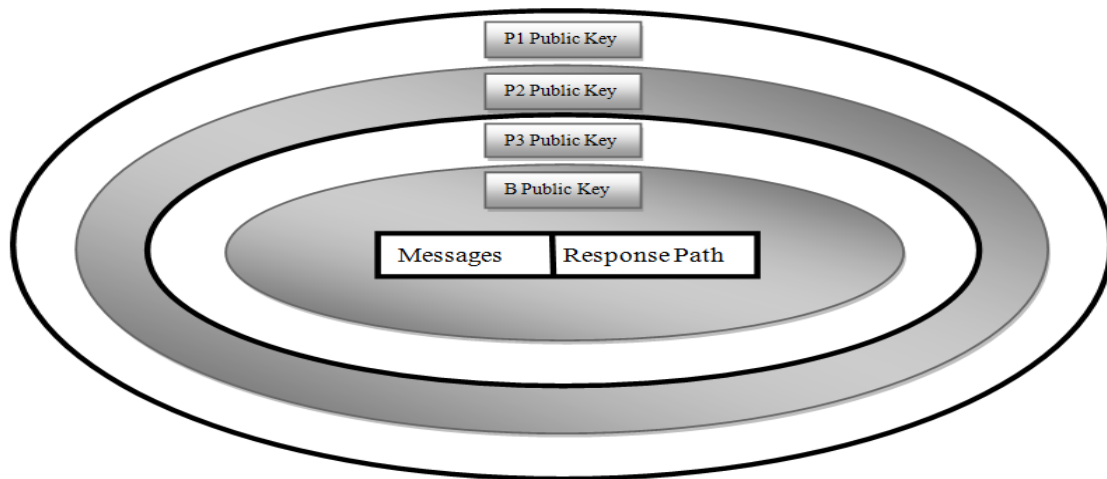 P1 Public Key
P2 Public Key
P3 Public Key
B Public Key
Messages Response Path